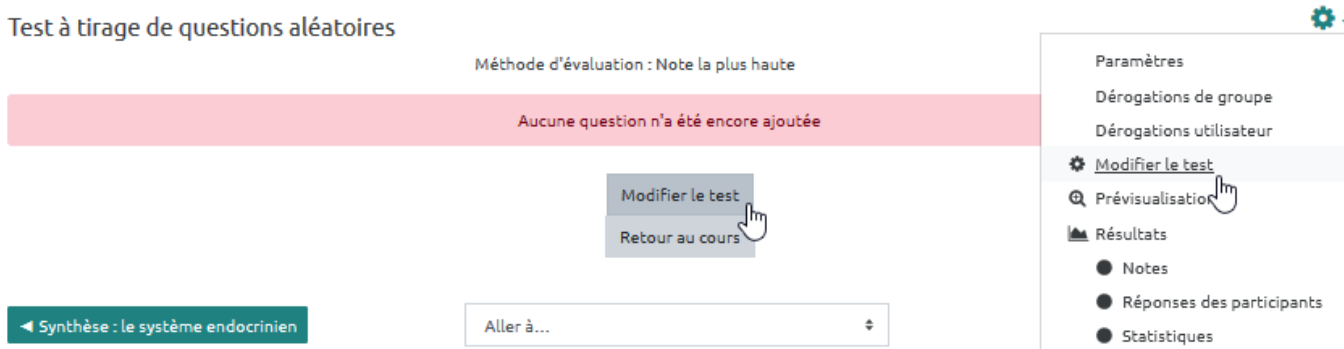 Test à tirage de questions aléatoires
Méthode d'évaluation : Note la plus haute
Aucune question n'a été encore ajoutée
Modifier le test
Retour au cours
◄ Synthèse : le système endocrinien
Aller à...
Paramètres
Dérogations de groupe
Dérogations utilisateur
Modifier le test
Prévisualisation
Résultats
Notes
Réponses des participants
Statistiques